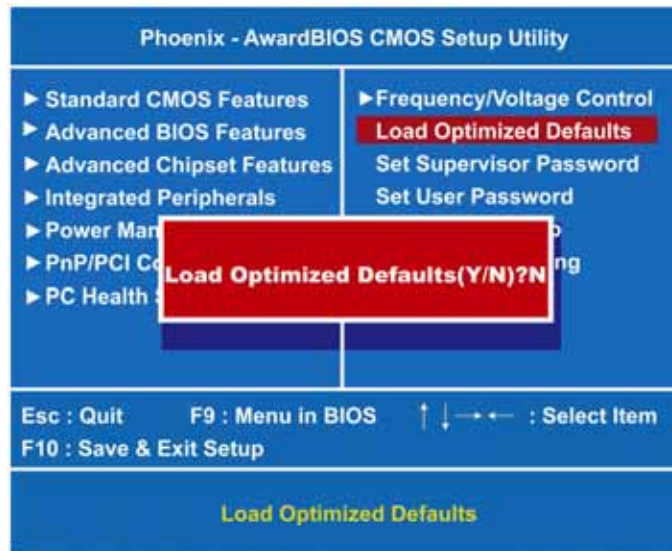 Phoenix - AwardBIOS CMOS Setup Utility
► Standard CMOS Features
► Advanced BIOS Features
► Advanced Chipset Features
► Integrated Peripherals
► Power Man
► PnP/PCI Co
► PC Health
► Frequency/Voltage Control
Load Optimized Defaults
Set Supervisor Password
Set User Password
Load Optimized Defaults(Y/N)?N
Esc : Quit F9 : Menu in BIOS ↑ ↓ → ← : Select Item
F10 : Save & Exit Setup
Load Optimized Defaults